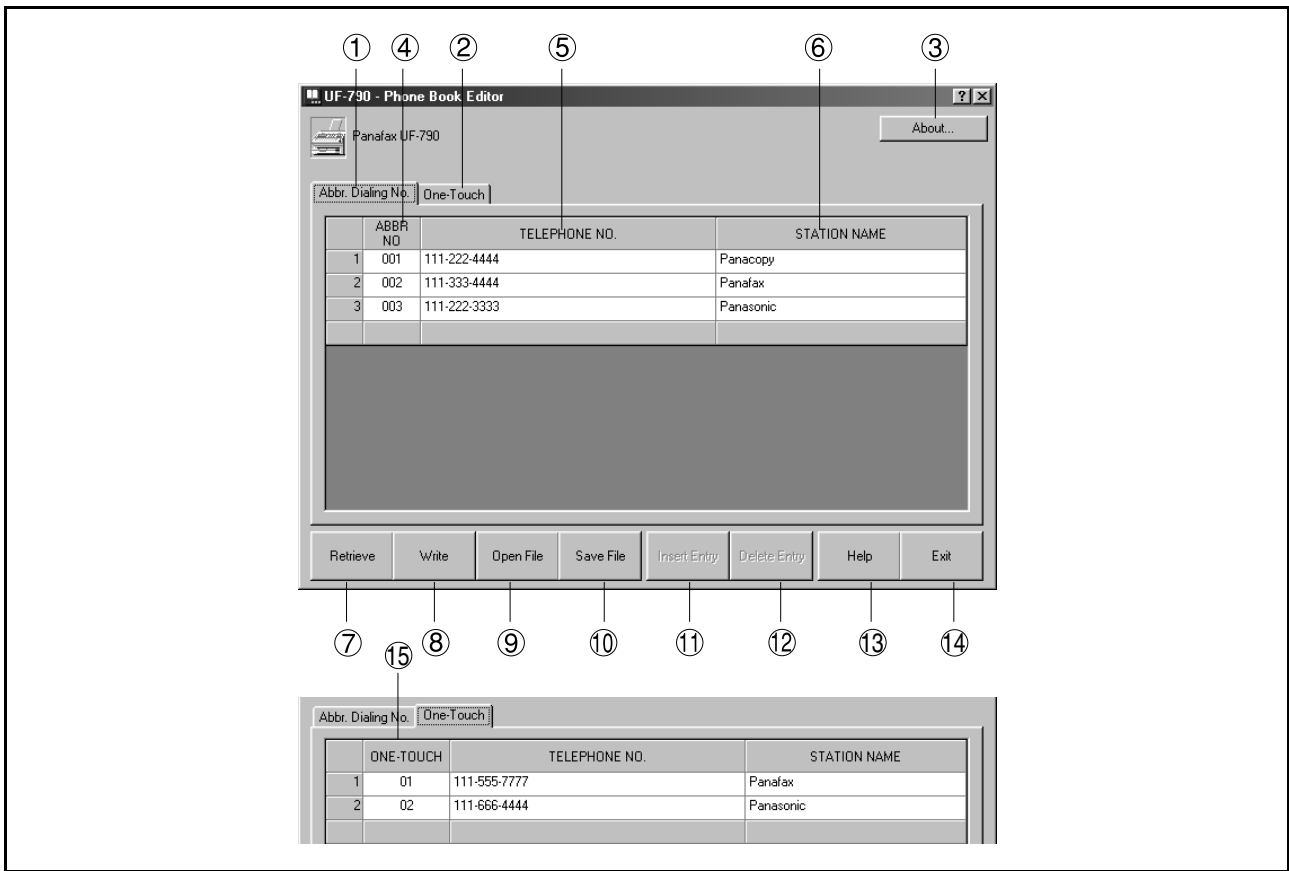 ① ④ ② ⑤ ⑥ ③
UF-790 - Phone Book Editor
Panafax UF-790
About...
Abbr. Dialing No. One-Touch
ABBR NO TELEPHONE NO. STATION NAME
1 001 111-222-4444 Panacopy
2 002 111-333-4444 Panafax
3 003 111-222-3333 Panasonic
Retrieve Write Open File Save File Insert Entry Delete Entry Help Exit
⑦ ⑧ ⑨ ⑩ ⑪ ⑫ ⑬ ⑭
⑮
Abbr. Dialing No. One-Touch
ONE-TOUCH TELEPHONE NO. STATION NAME
1 01 111-555-7777 Panafax
2 02 111-666-4444 Panasonic